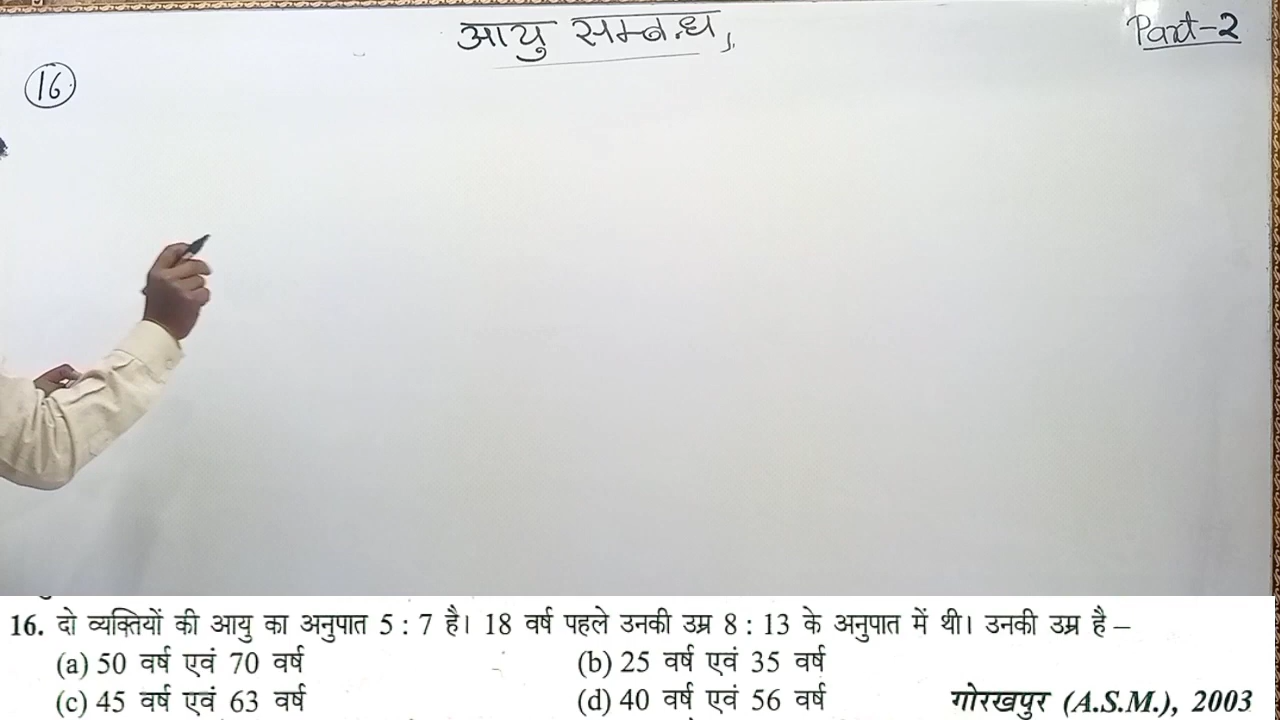 आयु सम्बन्ध,
Part-2
16
16. दो व्यक्तियों की आयु का अनुपात 5 : 7 है। 18 वर्ष पहले उनकी उम्र 8 : 13 के अनुपात में थी। उनकी उम्र है –
(a) 50 वर्ष एवं 70 वर्ष (b) 25 वर्ष एवं 35 वर्ष
(c) 45 वर्ष एवं 63 वर्ष (d) 40 वर्ष एवं 56 वर्ष गोरखपुर (A.S.M.), 2003